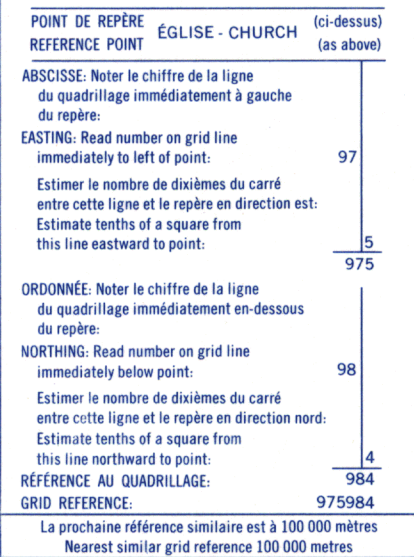 POINT DE REPÈRE ÉGLISE - CHURCH (ci-dessus)
REFERENCE POINT (as above)
ABSCISSE: Noter le chiffre de la ligne
du quadrillage immédiatement à gauche
du repère:
EASTING: Read number on grid line
immediately to left of point: 97
Estimer le nombre de dixièmes du carré
entre cette ligne et le repère en direction est:
Estimate tenths of a square from
this line eastward to point: 5
975
ORDONNÉE: Noter le chiffre de la ligne
du quadrillage immédiatement en-dessous
du repère:
NORTHING: Read number on grid line
immediately below point: 98
Estimer le nombre de dixièmes du carré
entre cette ligne et le repère en direction nord:
Estimate tenths of a square from
this line northward to point: 4
RÉFÉRENCE AU QUADRILLAGE: 984
GRID REFERENCE: 975984
La prochaine référence similaire est à 100 000 mètres
Nearest similar grid reference 100 000 metres